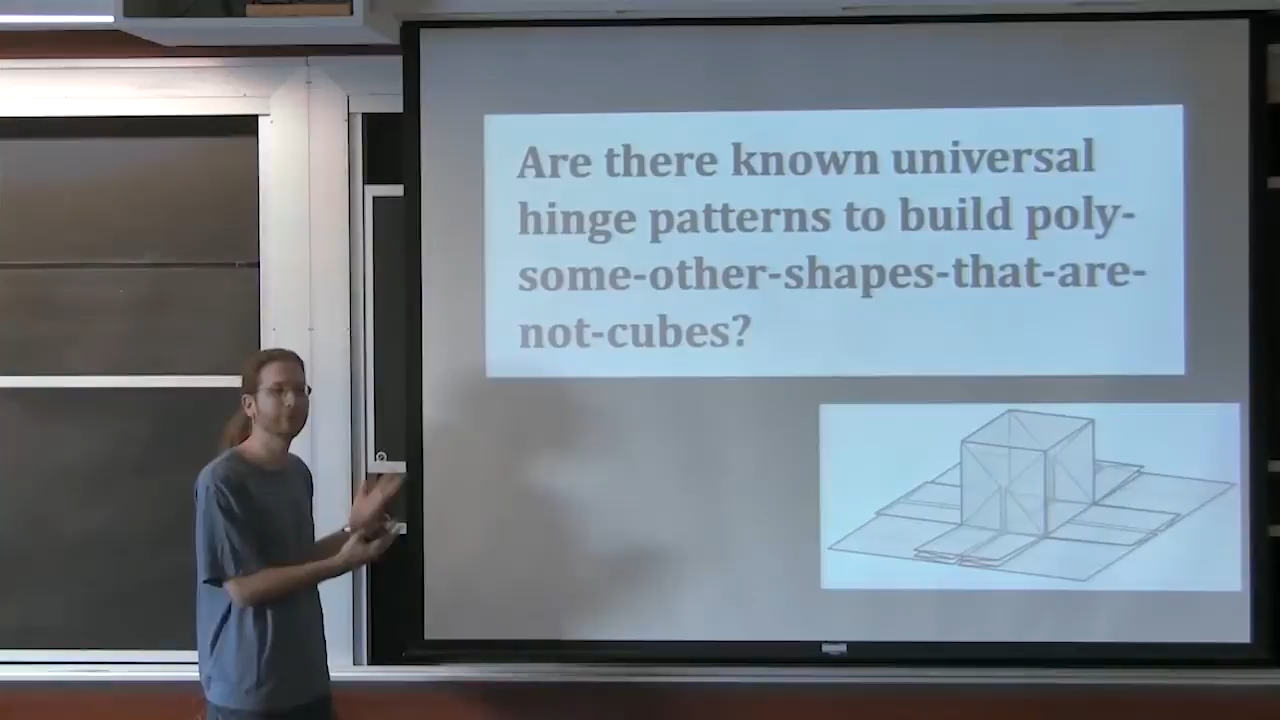 Are there known universal
hinge patterns to build poly-
some-other-shapes-that-are-
not-cubes?